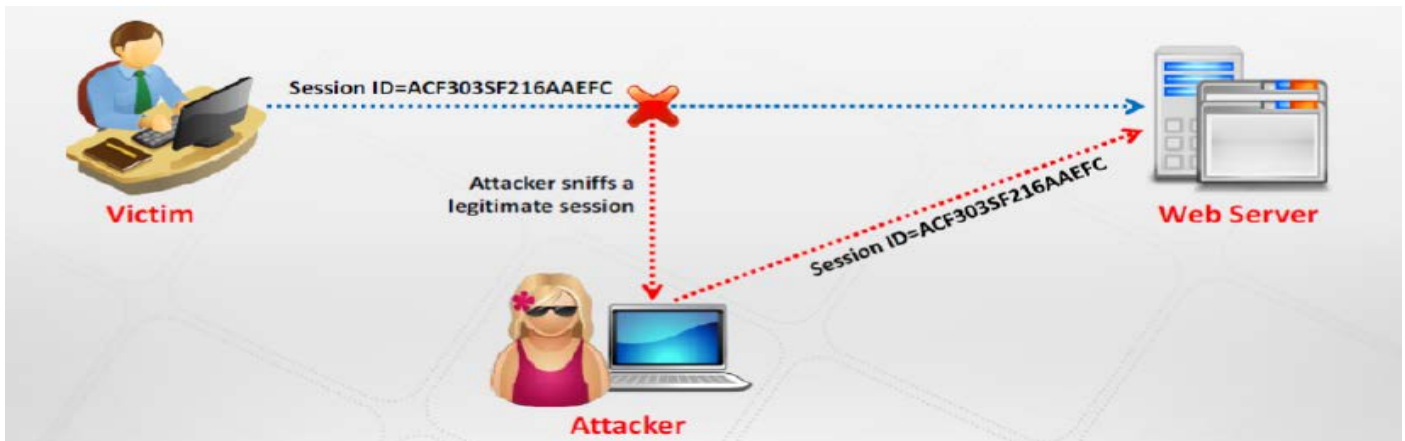 Session ID=ACF303SF216AAEFC
Attacker sniffs a
legitimate session
Victim
Session ID=ACF303SF216AAEFC
Web Server
Attacker